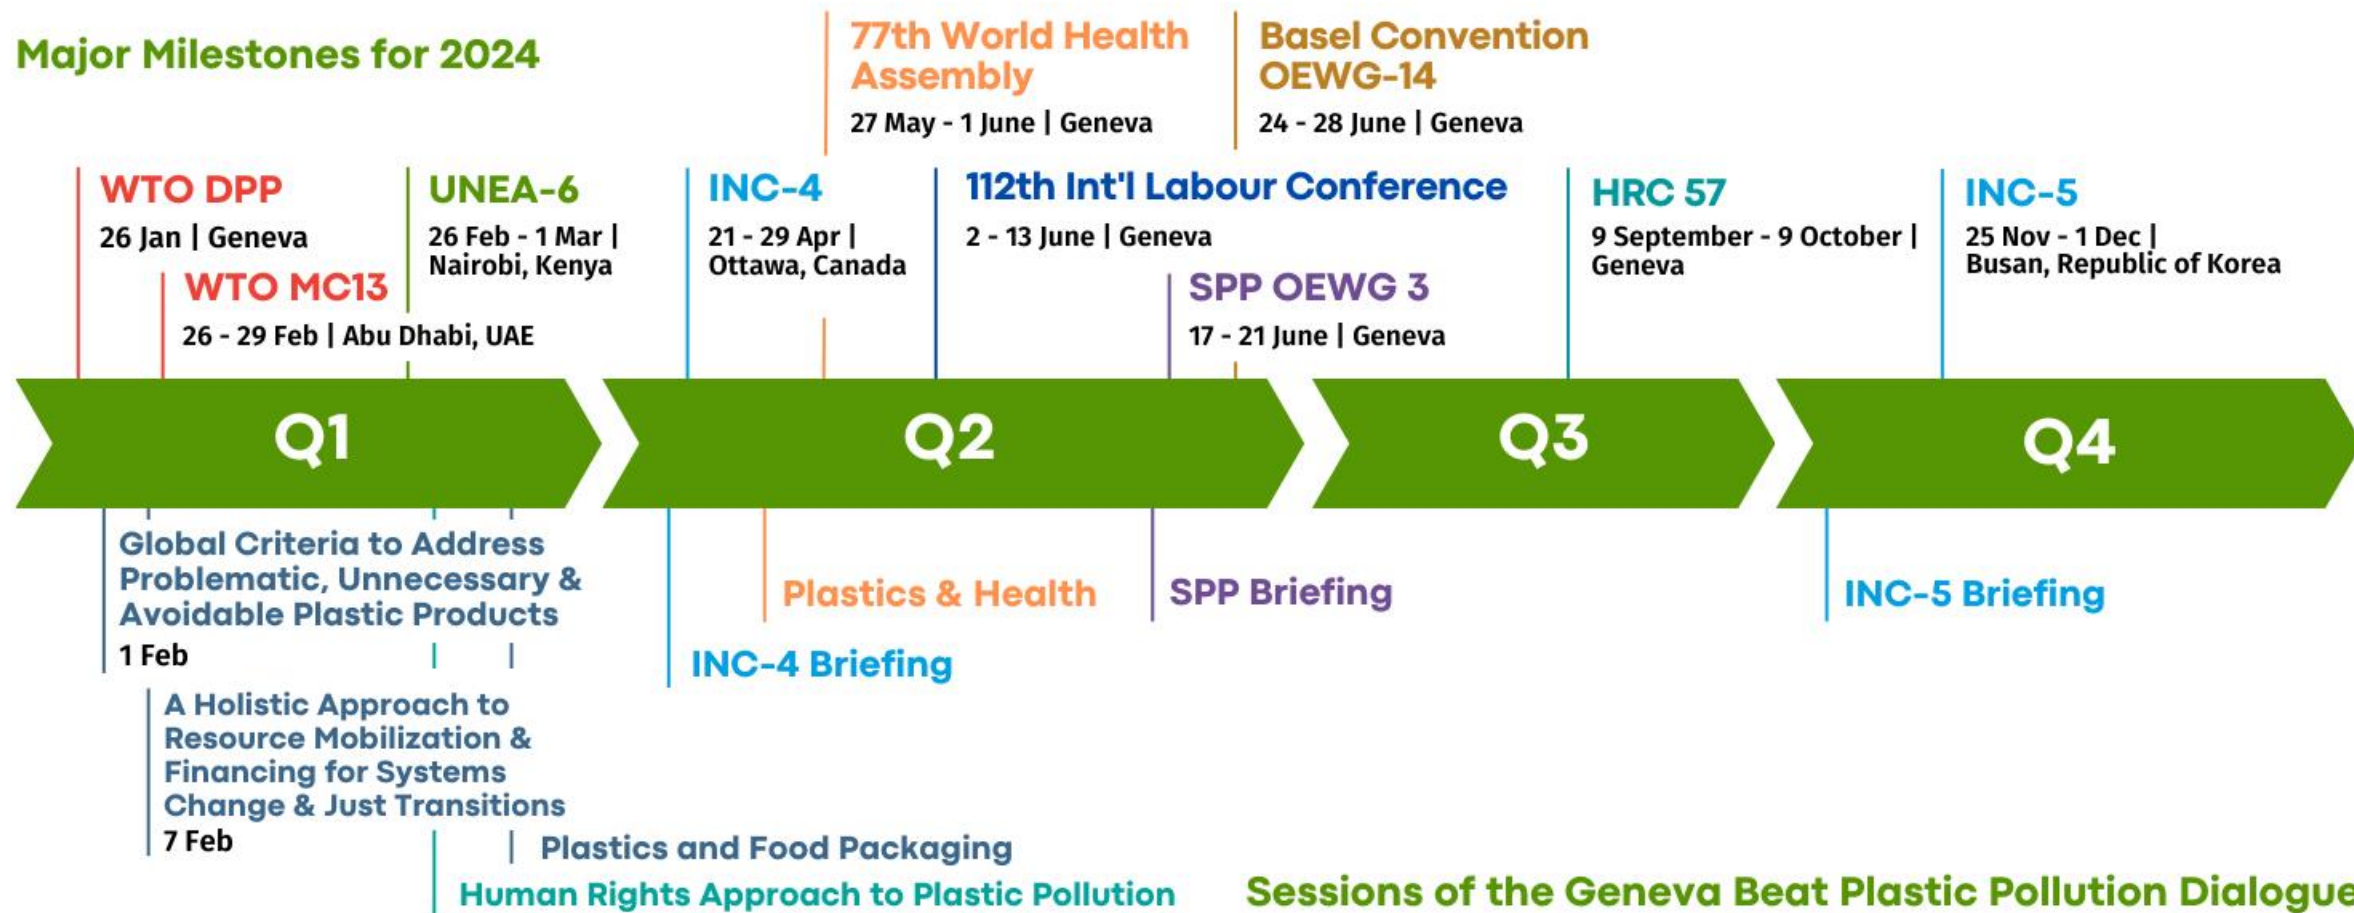 Major Milestones for 2024
77th World Health
Assembly
27 May - 1 June | Geneva
Basel Convention
OEWG-14
24 - 28 June | Geneva
WTO DPP
26 Jan | Geneva
WTO MC13
26 - 29 Feb | Abu Dhabi, UAE
UNEA-6
26 Feb - 1 Mar |
Nairobi, Kenya
INC-4
21 - 29 Apr |
Ottawa, Canada
112th Int'l Labour Conference
2 - 13 June | Geneva
SPP OEWG 3
17 - 21 June | Geneva
HRC 57
9 September - 9 October |
Geneva
INC-5
25 Nov - 1 Dec |
Busan, Republic of Korea
Q1
Q2
Q3
Q4
Global Criteria to Address
Problematic, Unnecessary &
Avoidable Plastic Products
1 Feb
A Holistic Approach to
Resource Mobilization &
Financing for Systems
Change & Just Transitions
7 Feb
Plastics and Food Packaging
Human Rights Approach to Plastic Pollution
INC-4 Briefing
Plastics & Health
SPP Briefing
INC-5 Briefing
Sessions of the Geneva Beat Plastic Pollution Dialogue